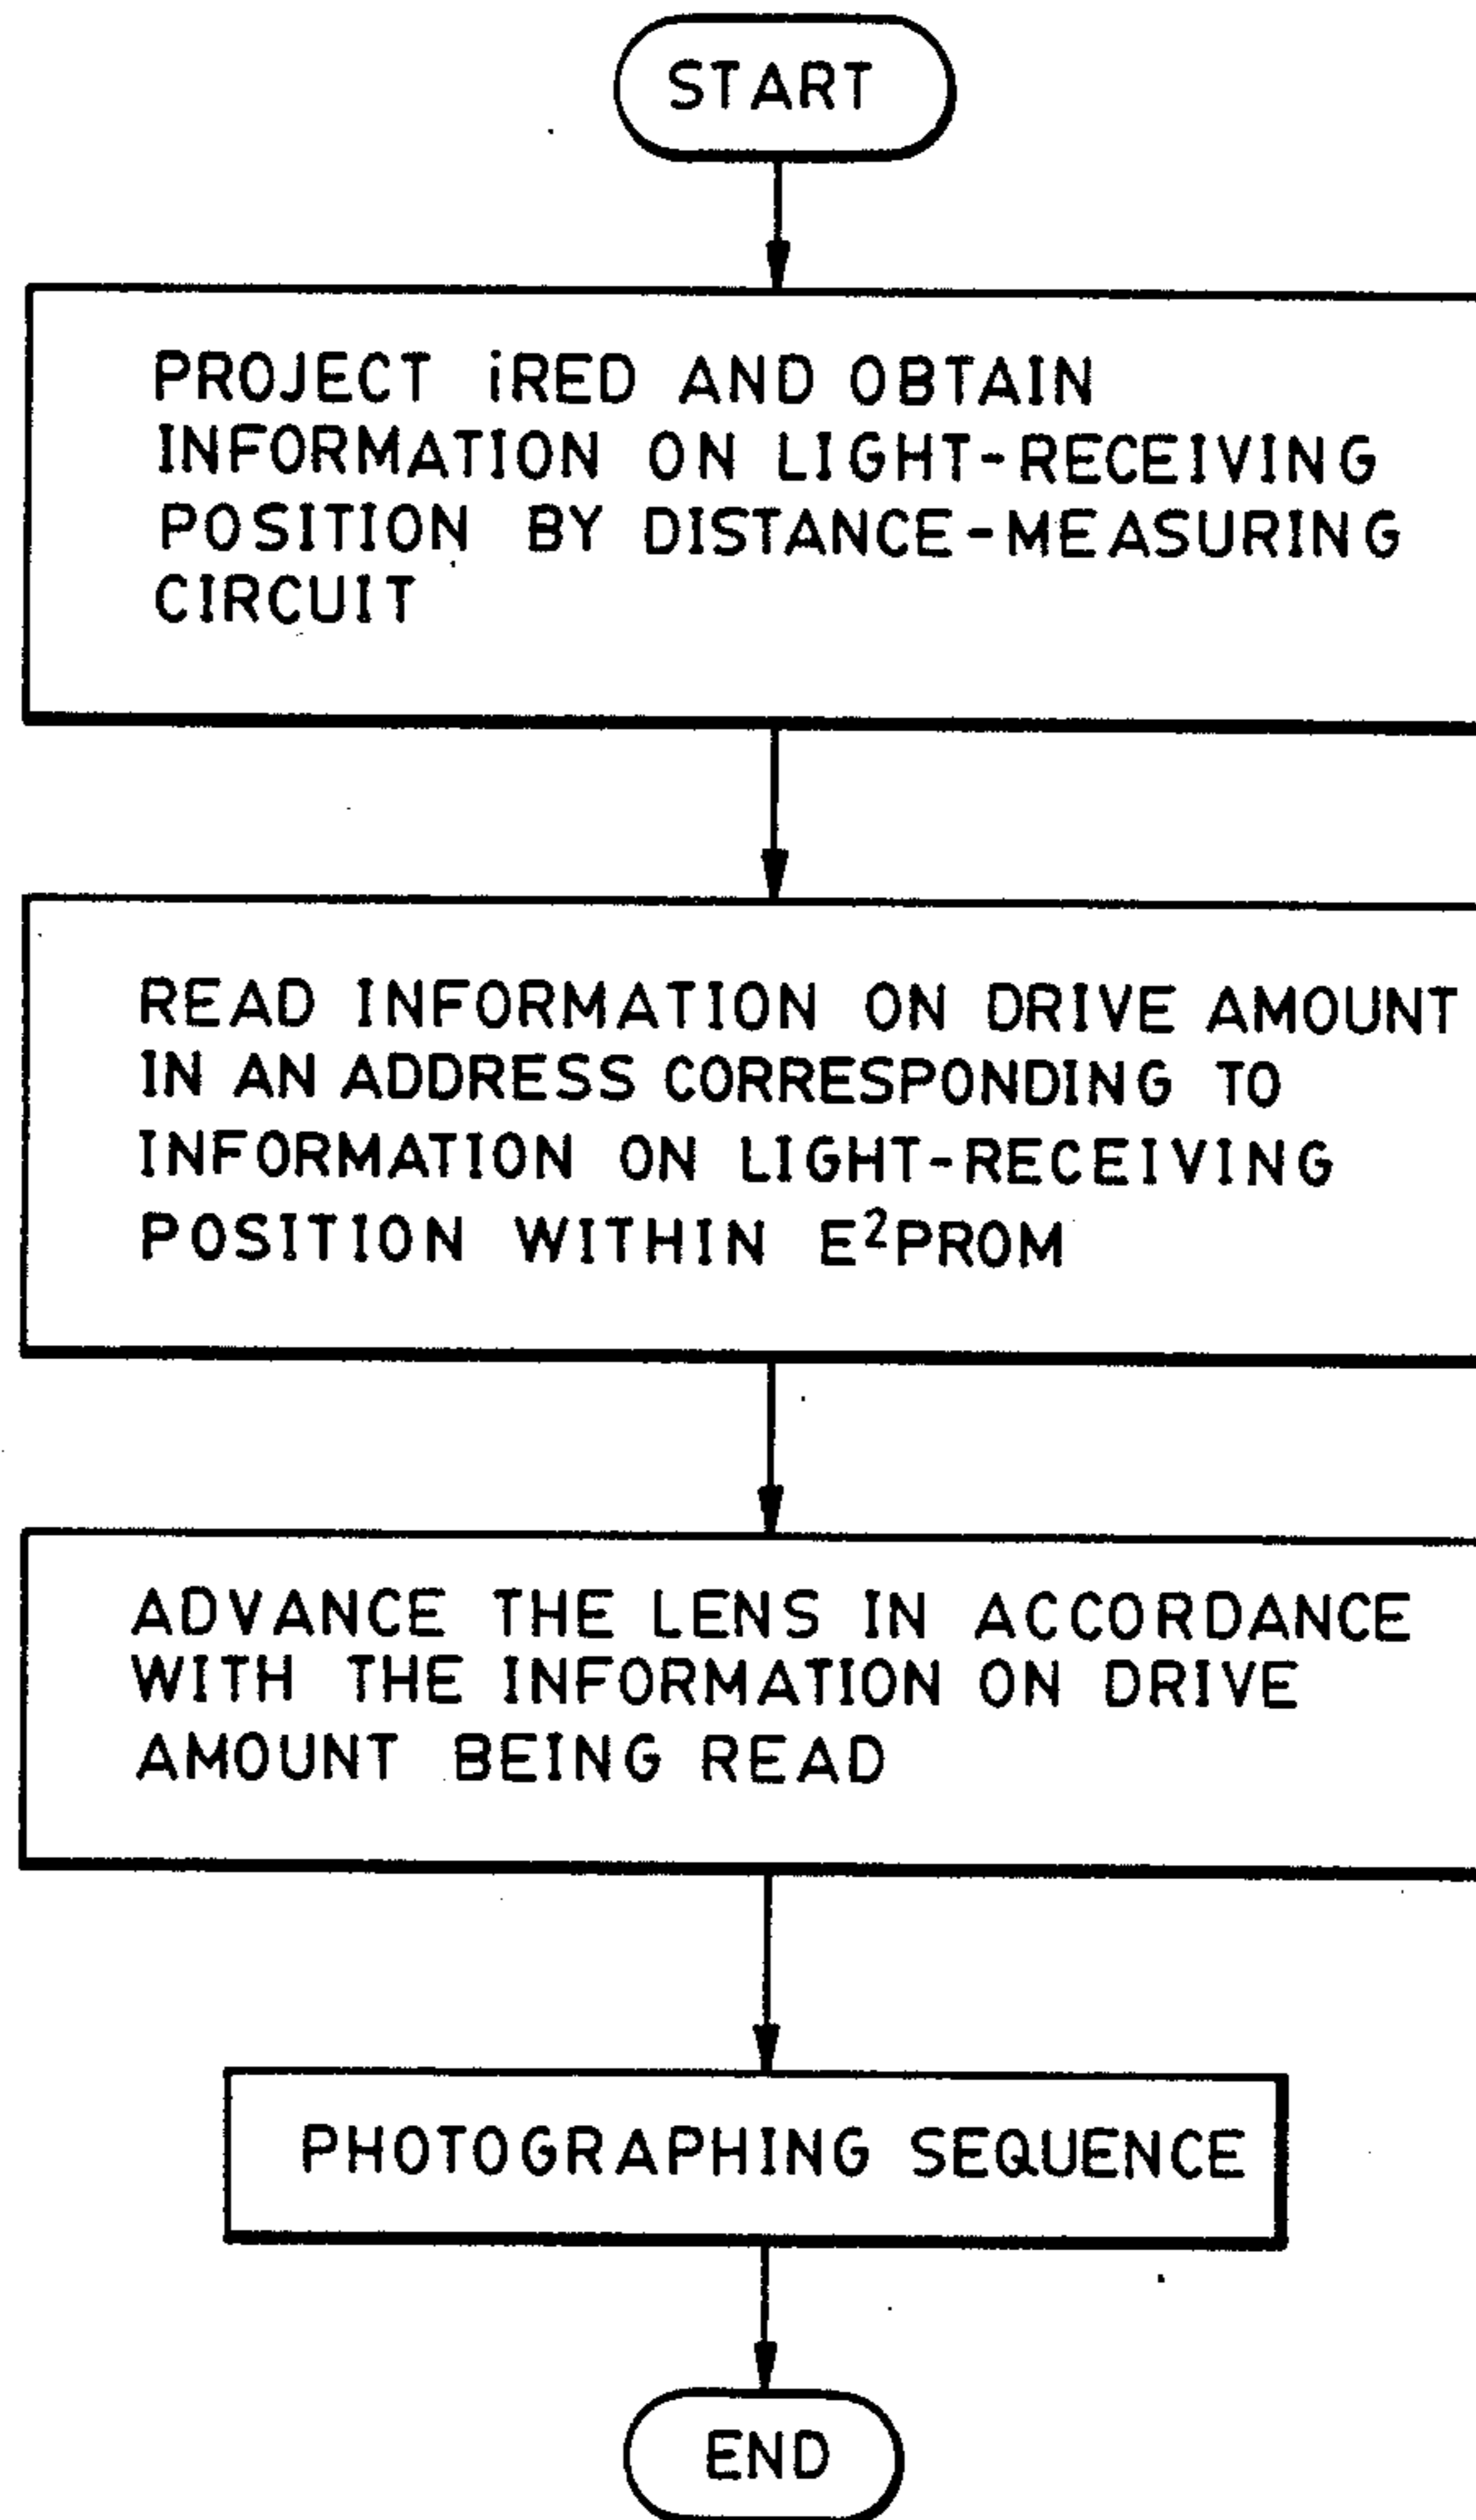 START
PROJECT iRED AND OBTAIN
INFORMATION ON LIGHT-RECEIVING
POSITION BY DISTANCE-MEASURING
CIRCUIT
READ INFORMATION ON DRIVE AMOUNT
IN AN ADDRESS CORRESPONDING TO
INFORMATION ON LIGHT-RECEIVING
POSITION WITHIN E²PROM
ADVANCE THE LENS IN ACCORDANCE
WITH THE INFORMATION ON DRIVE
AMOUNT BEING READ
PHOTOGRAPHING SEQUENCE
END